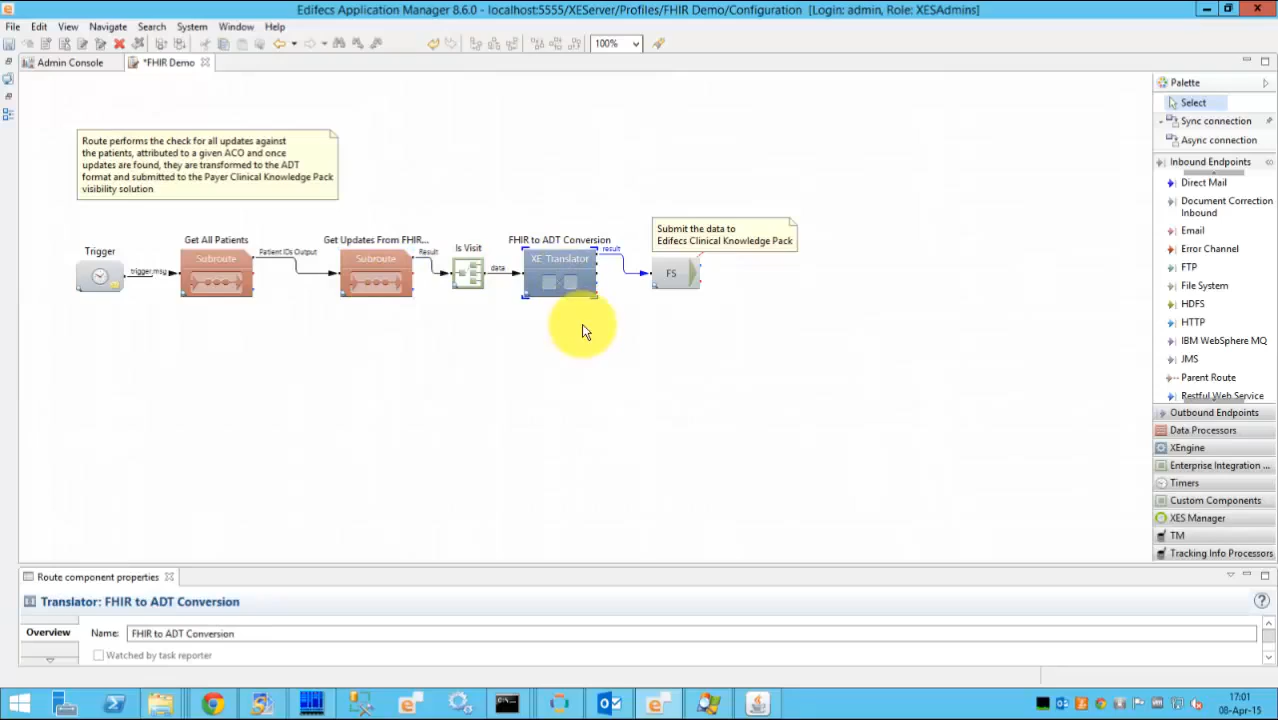 Edifecs Application Manager 8.6.0 - localhost:5555/XEServer/Profiles/FHIR Demo/Configuration [Login: admin, Role: XESAdmins]
File Edit View Navigate Search System Window Help
100%
Admin Console
*FHIR Demo
Route performs the check for all updates against
the patients, attributed to a given ACO and once
updates are found, they are transformed to the ADT
format and submitted to the Payer Clinical Knowledge Pack
visibility solution
Submit the data to
Edifecs Clinical Knowledge Pack
Trigger
trigger.msg
Get All Patients
Subroute
Patient IDs Output
Get Updates From FHIR...
Subroute
Result
Is Visit
data
FHIR to ADT Conversion
XE Translator
result
FS
Palette
Select
Sync connection
Async connection
Inbound Endpoints
Direct Mail
Document Correction
Inbound
Email
Error Channel
FTP
File System
HDFS
HTTP
IBM WebSphere MQ
JMS
Parent Route
Restful Web Service
Outbound Endpoints
Data Processors
XEngine
Enterprise Integration ...
Timers
Custom Components
XES Manager
TM
Tracking Info Processors
Route component properties
Translator: FHIR to ADT Conversion
Overview
Name: FHIR to ADT Conversion
Watched by task reporter
17:01
08-Apr-15